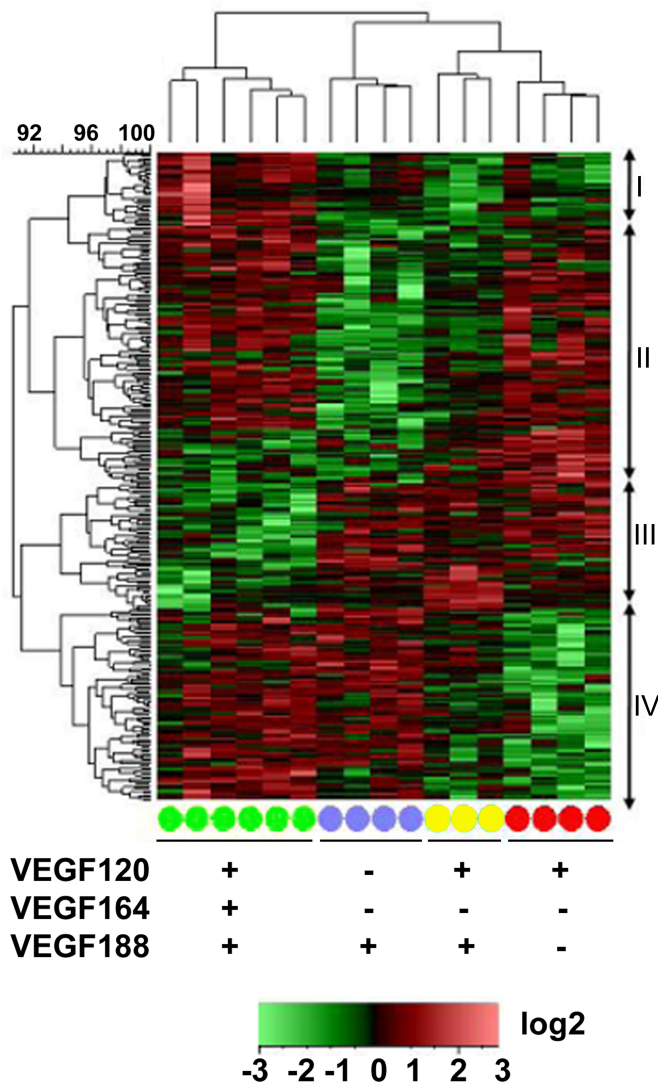 92 96 100
I
II
III
IV
VEGF120 + - + +
VEGF164 + - - -
VEGF188 + + + -
log2
-3 -2 -1 0 1 2 3